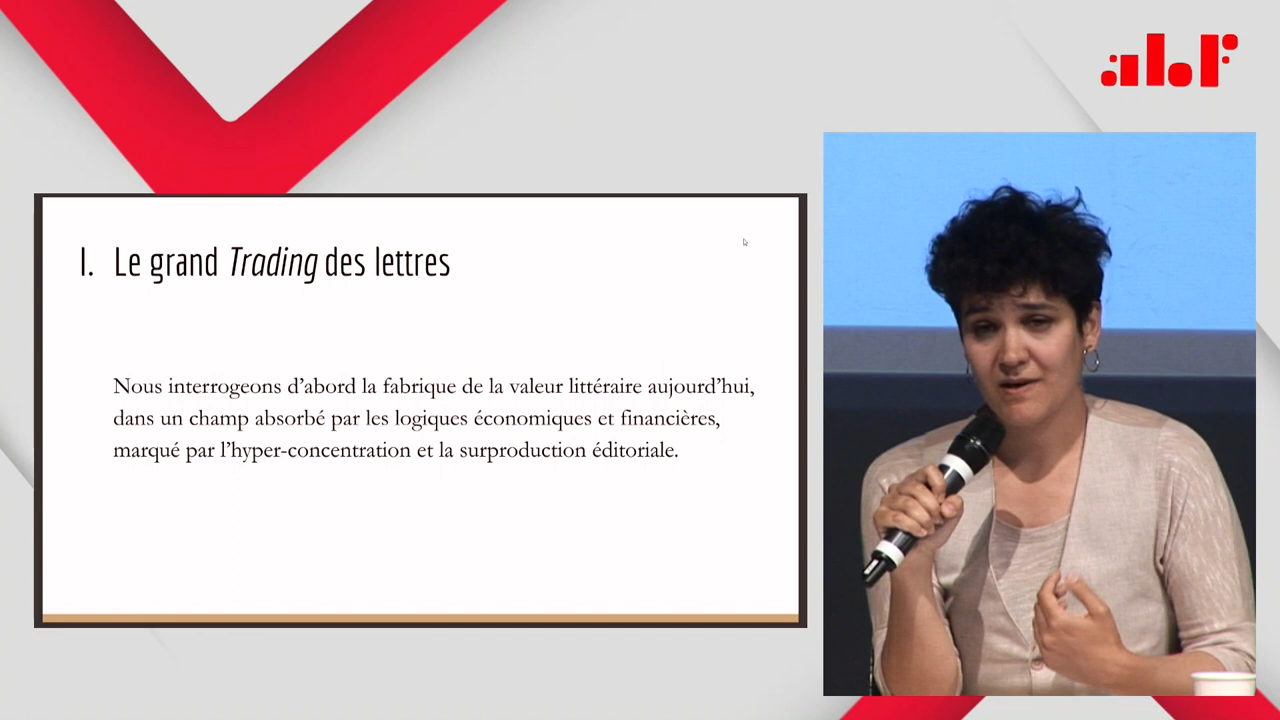 abf
I. Le grand Trading des lettres
Nous interrogeons d’abord la fabrique de la valeur littéraire aujourd’hui,
dans un champ absorbé par les logiques économiques et financières,
marqué par l’hyper-concentration et la surproduction éditoriale.